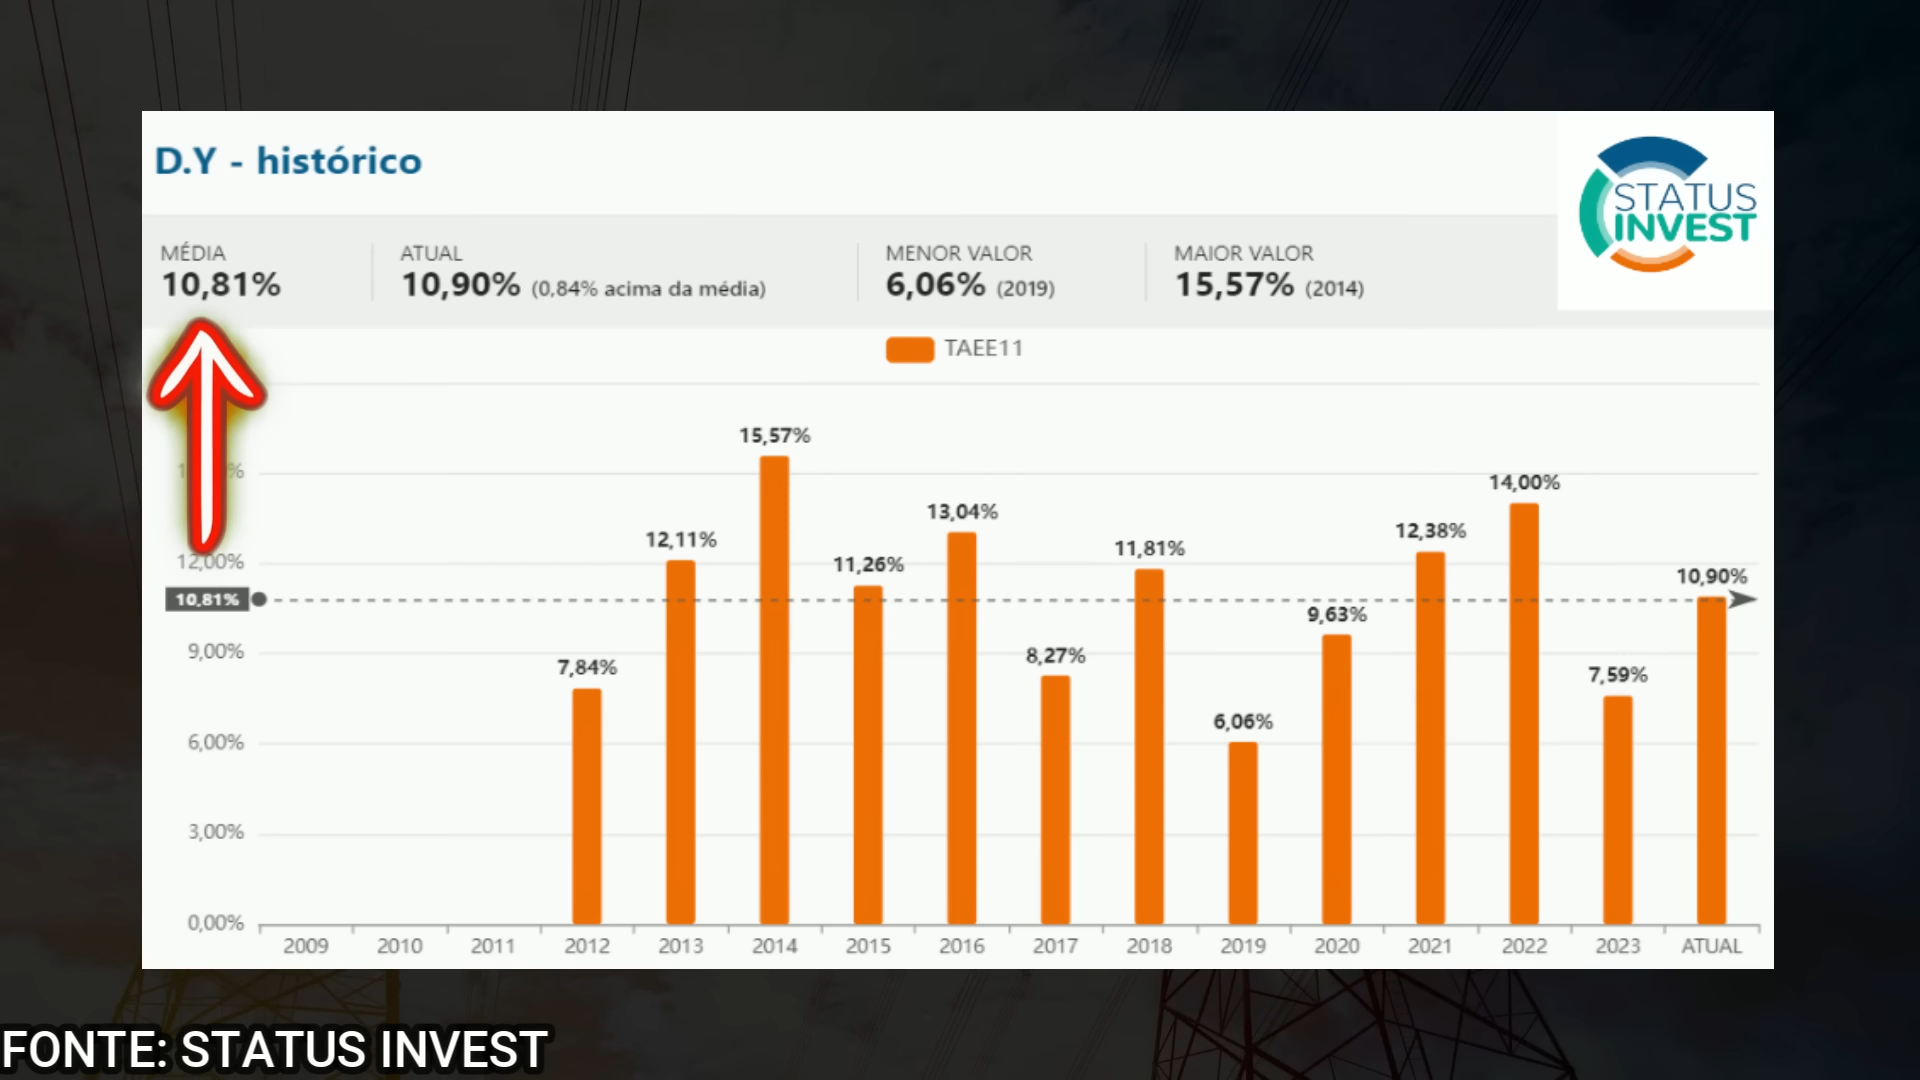 D.Y - histórico
STATUS
INVEST
MÉDIA
10,81%
ATUAL
10,90% (0,84% acima da média)
MENOR VALOR
6,06% (2019)
MAIOR VALOR
15,57% (2014)
TAEE11
15,57%
14,00%
13,04%
12,11%
12,38%
11,81%
11,26%
12,00%
10,90%
10,81%
9,63%
9,00%
8,27%
7,84%
7,59%
6,06%
6,00%
3,00%
0,00%
2009 2010 2011 2012 2013 2014 2015 2016 2017 2018 2019 2020 2021 2022 2023 ATUAL
FONTE: STATUS INVEST